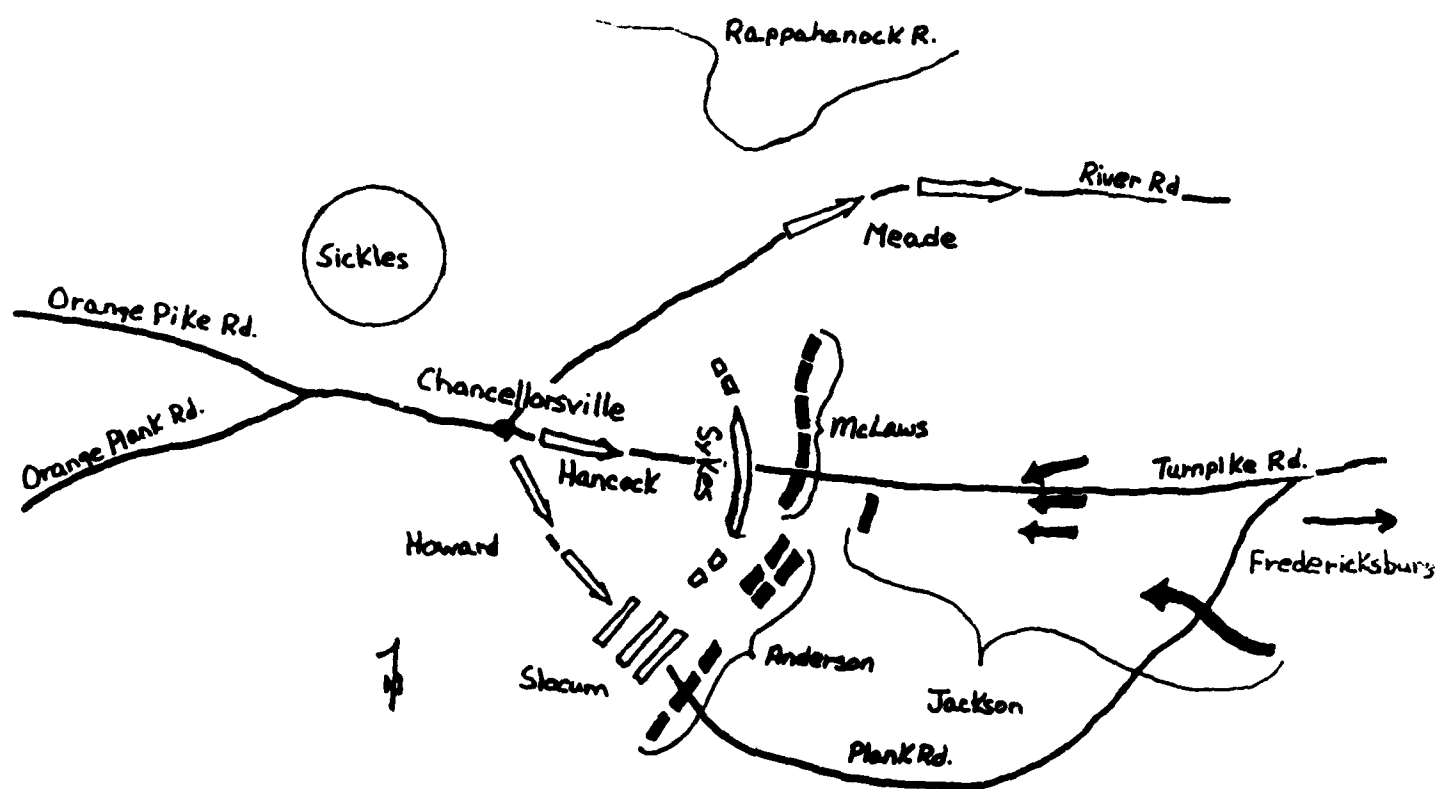 Rappahanock R.
River Rd
Meade
Sickles
Orange Pike Rd.
Chancellorsville
Orange Plank Rd.
McLaws
Sykes
Hancock
Turnpike Rd.
Howard
Fredericksburg
Slocum
Anderson
Jackson
Plank Rd.